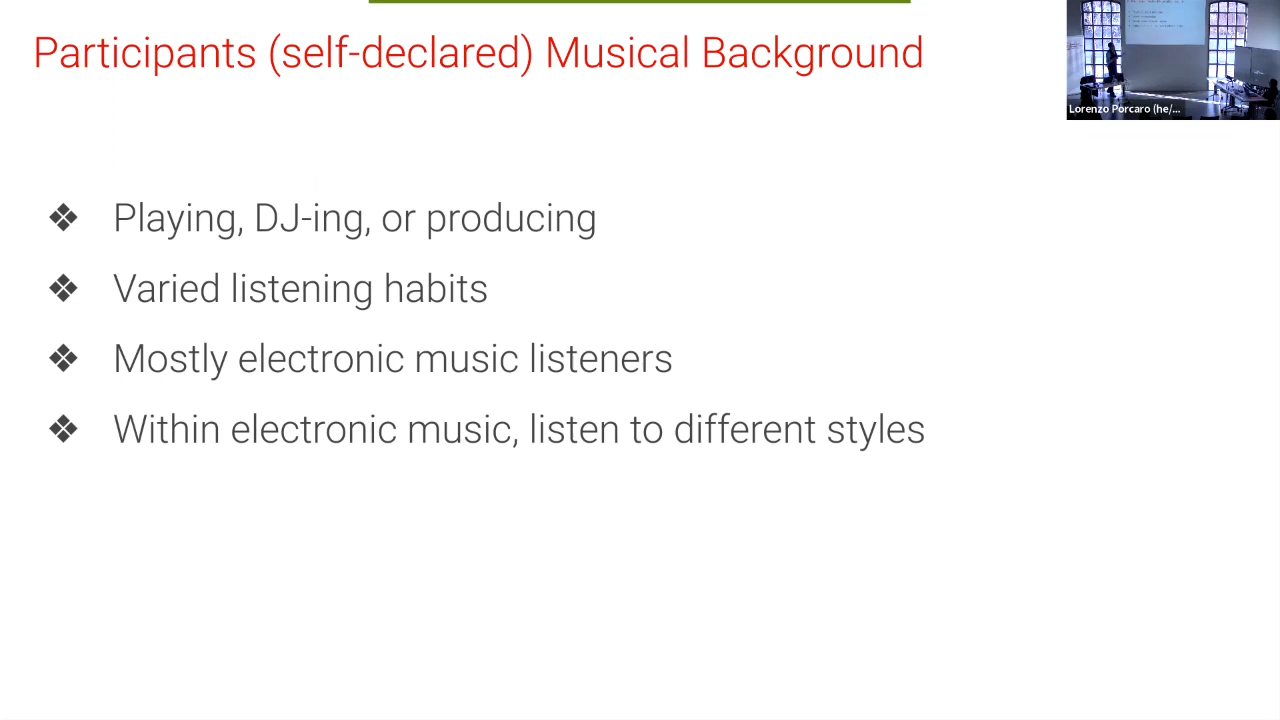 Participants (self-declared) Musical Background
Lorenzo Porcaro (he/...
❖ Playing, DJ-ing, or producing
❖ Varied listening habits
❖ Mostly electronic music listeners
❖ Within electronic music, listen to different styles